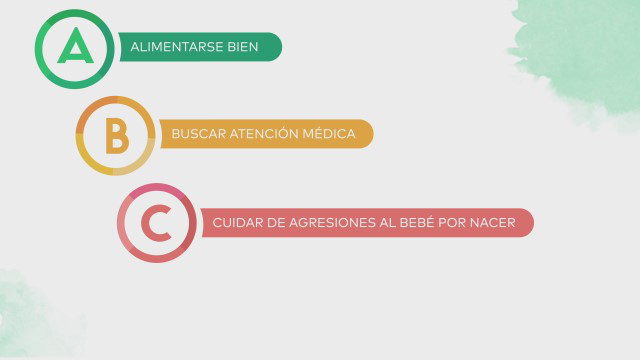 A
ALIMENTARSE BIEN
B
BUSCAR ATENCIÓN MÉDICA
C
CUIDAR DE AGRESIONES AL BEBÉ POR NACER